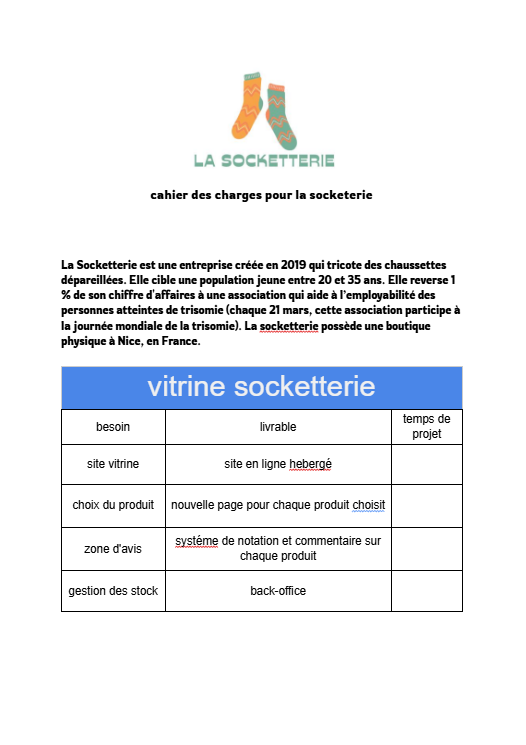 LA SOCKETTERIE
cahier des charges pour la socketerie
La Socketterie est une entreprise créée en 2019 qui tricote des chaussettes
dépareillées. Elle cible une population jeune entre 20 et 35 ans. Elle reverse 1
% de son chiffre d'affaires à une association qui aide à l'employabilité des
personnes atteintes de trisomie (chaque 21 mars, cette association participe à
la journée mondiale de la trisomie). La socketterie possède une boutique
physique à Nice, en France.
vitrine socketterie
besoin livrable temps de
projet
site vitrine site en ligne hebergé
choix du produit nouvelle page pour chaque produit choisit
zone d'avis systéme de notation et commentaire sur
chaque produit
gestion des stock back-office